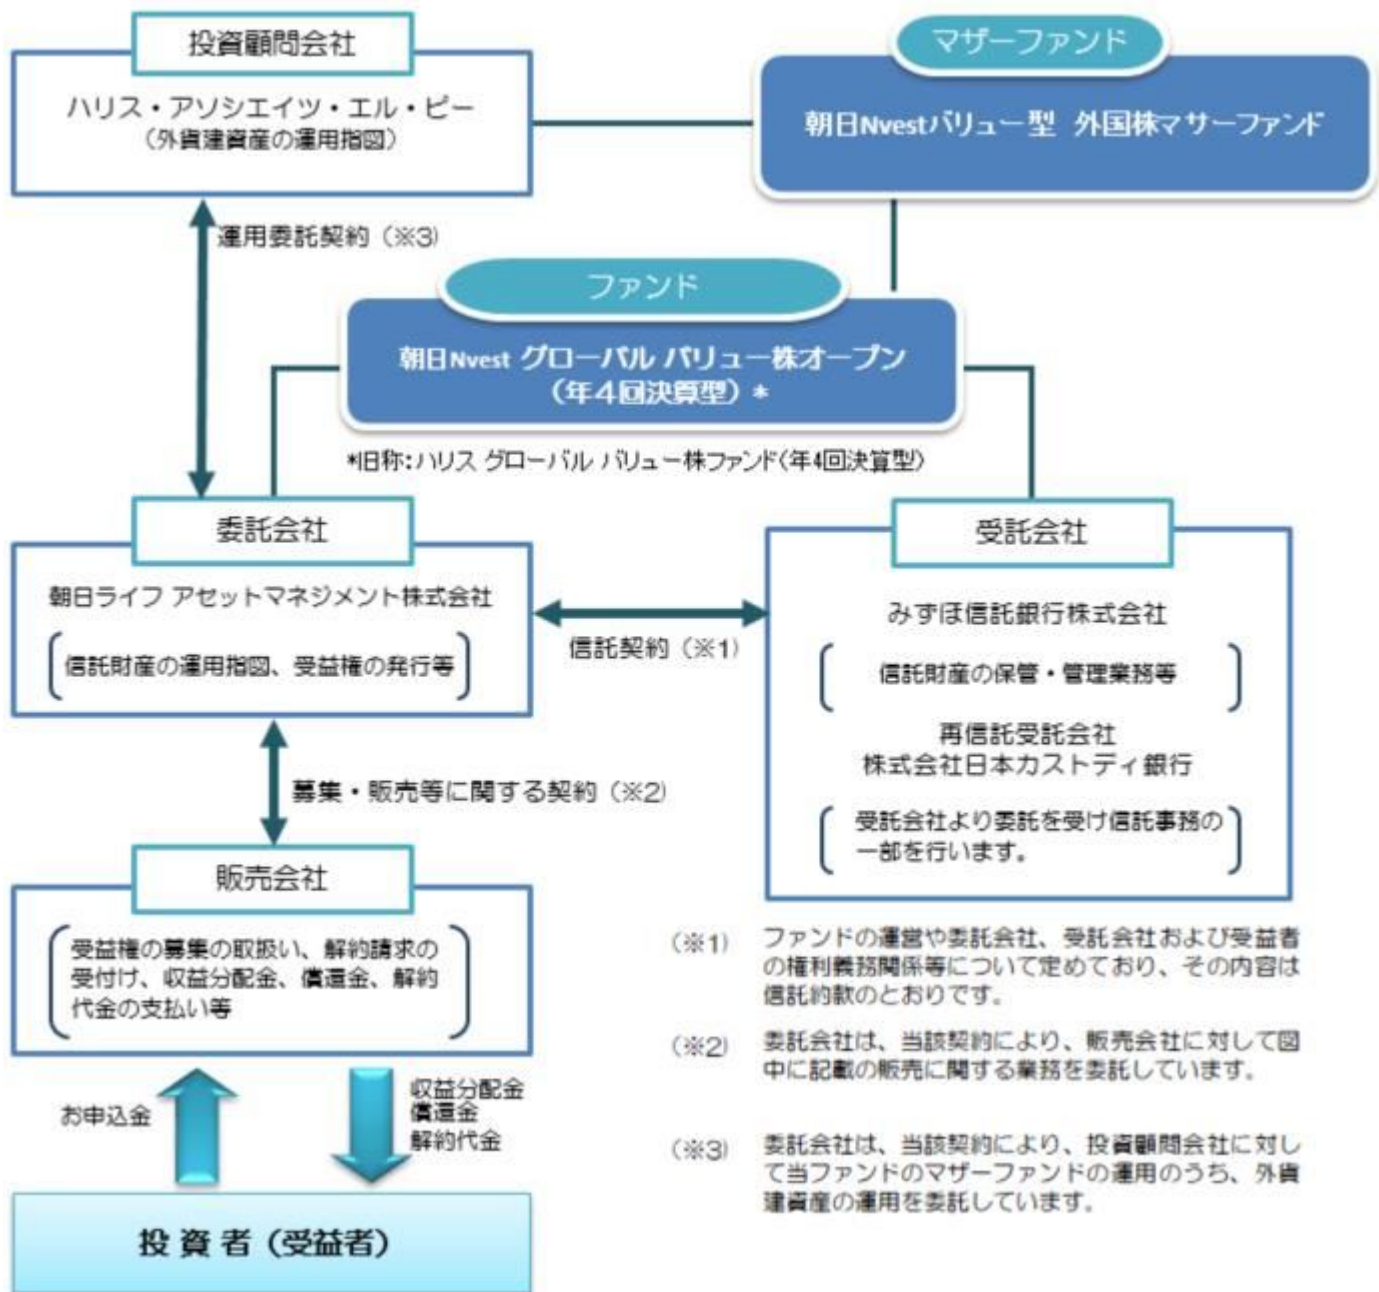 投資顧問会社
ハリス・アソシエイツ・エル・ピー
（外貨建資産の運用指図）
マザーファンド
朝日Nvestバリュー型 外国株マザーファンド
運用委託契約（※3）
ファンド
朝日Nvest グローバル バリュー株オープン
（年４回決算型）*
*旧称：ハリス グローバル バリュー株ファンド（年4回決算型）
委託会社
朝日ライフ アセットマネジメント株式会社
信託財産の運用指図、受益権の発行等
信託契約（※1）
受託会社
みずほ信託銀行株式会社
信託財産の保管・管理業務等
再信託受託会社
株式会社日本カストディ銀行
受託会社より委託を受け信託事務の
一部を行います。
募集・販売等に関する契約（※2）
販売会社
受益権の募集の取扱い、解約請求の
受付け、収益分配金、償還金、解約
代金の支払い等
お申込金
収益分配金
償還金
解約代金
投資者（受益者）
（※1） ファンドの運営や委託会社、受託会社および受益者
の権利義務関係等について定めており、その内容は
信託約款のとおりです。
（※2） 委託会社は、当該契約により、販売会社に対して図
中に記載の販売に関する業務を委託しています。
（※3） 委託会社は、当該契約により、投資顧問会社に対し
て当ファンドのマザーファンドの運用のうち、外貨
建資産の運用を委託しています。